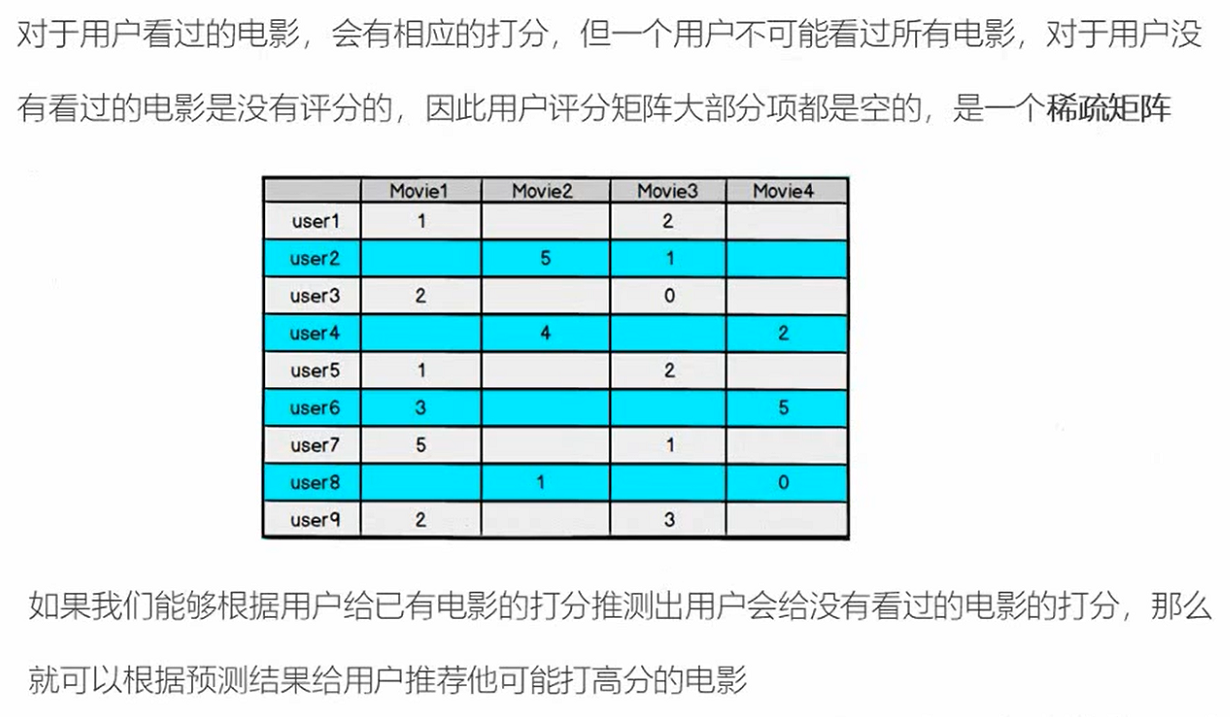 对于用户看过的电影，会有相应的打分，但一个用户不可能看过所有电影，对于用户没
有看过的电影是没有评分的，因此用户评分矩阵大部分项都是空的，是一个稀疏矩阵
Movie1 Movie2 Movie3 Movie4
user1 1 2
user2 5 1
user3 2 0
user4 4 2
user5 1 2
user6 3 5
user7 5 1
user8 1 0
user9 2 3
如果我们能够根据用户给已有电影的打分推测出用户会给没有看过的电影的打分，那么
就可以根据预测结果给用户推荐他可能打高分的电影